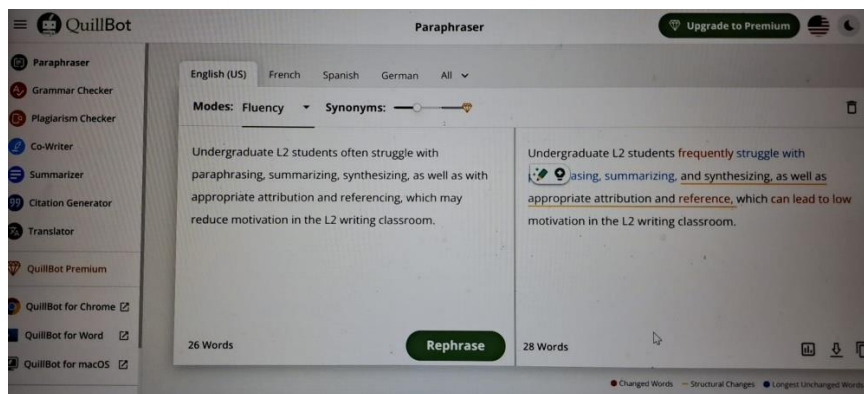 QuillBot
Paraphraser
Upgrade to Premium
Paraphraser
Grammar Checker
Plagiarism Checker
Co-Writer
Summarizer
Citation Generator
Translator
QuillBot Premium
QuillBot for Chrome
QuillBot for Word
QuillBot for macOS
English (US) French Spanish German All
Modes: Fluency Synonyms:
Undergraduate L2 students often struggle with
paraphrasing, summarizing, synthesizing, as well as with
appropriate attribution and referencing, which may
reduce motivation in the L2 writing classroom.
26 Words
Rephrase
Undergraduate L2 students frequently struggle with
asing, summarizing, and synthesizing, as well as
appropriate attribution and reference, which can lead to low
motivation in the L2 writing classroom.
28 Words
Changed Words Structural Changes Longest Unchanged Words